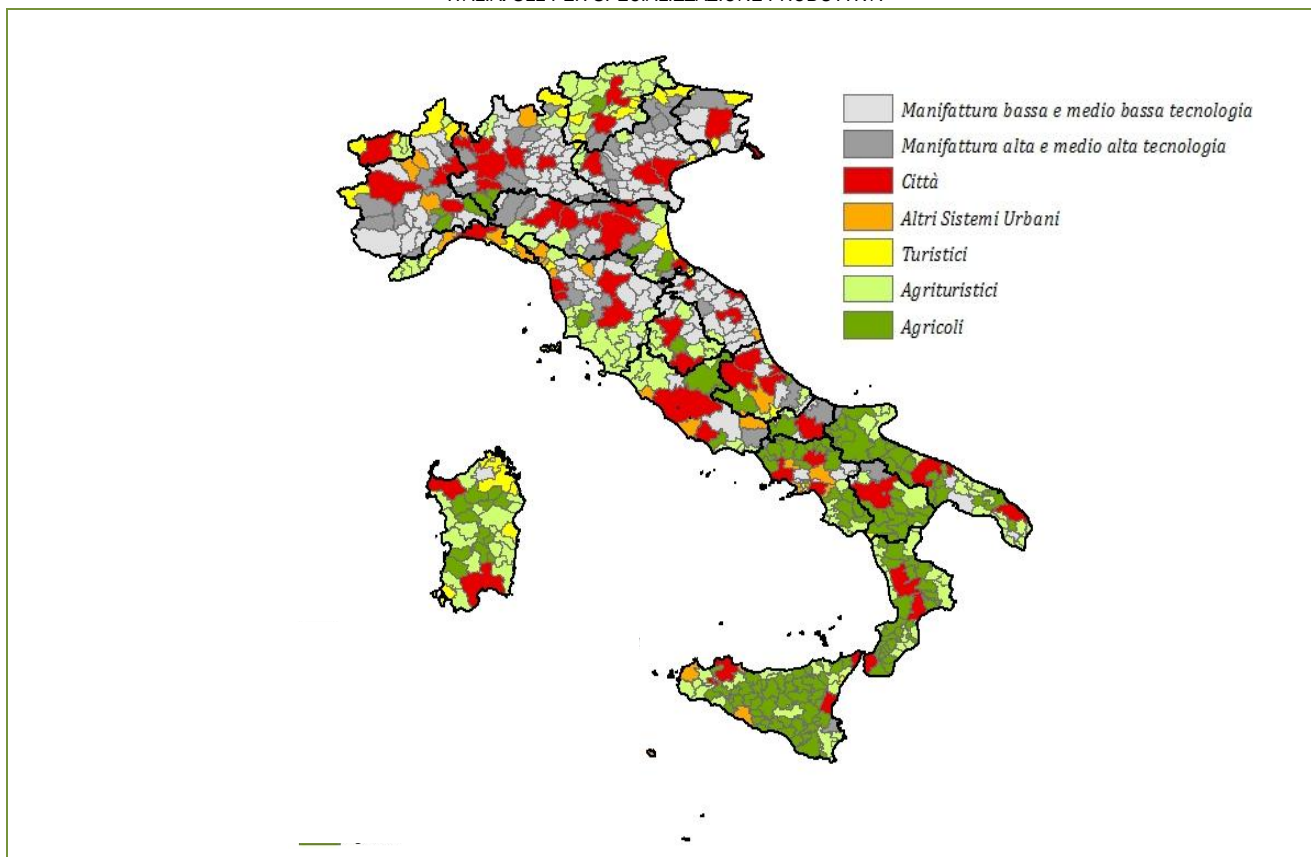 Manifattura bassa e medio bassa tecnologia
Manifattura alta e medio alta tecnologia
Città
Altri Sistemi Urbani
Turistici
Agrituristici
Agricoli